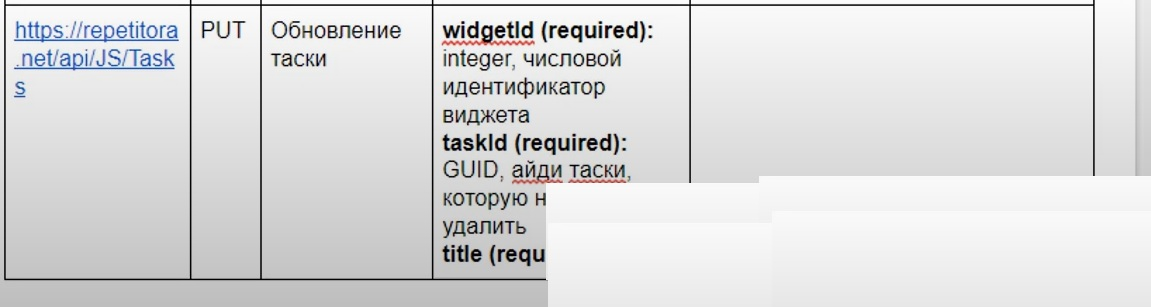 https://repetitora
.net/api/JS/Task
s
PUT
Обновление
таски
widgetId (required):
integer, числовой
идентификатор
виджета
taskId (required):
GUID, айди таски,
которую
удалить
title